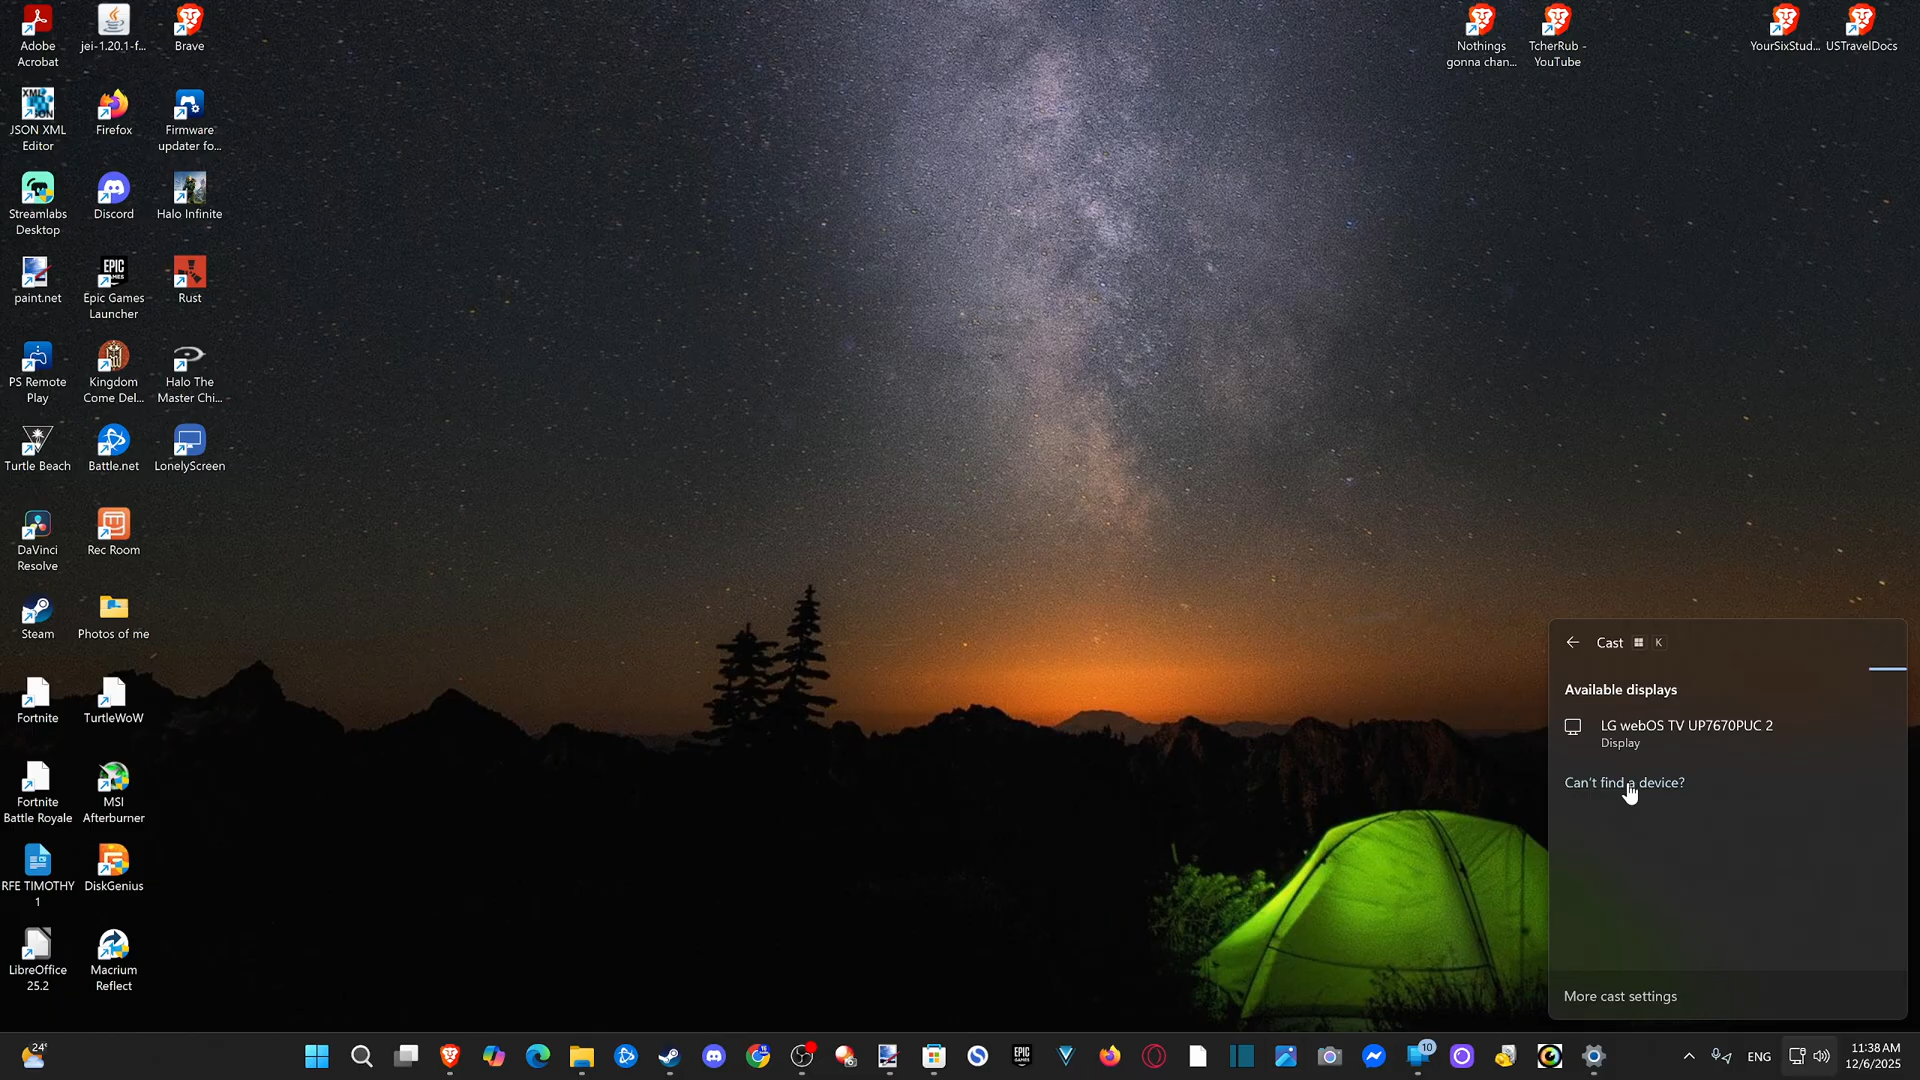 Adobe
Acrobat
jei-1.20.1-f...
Brave
JSON XML
Editor
Firefox
Firmware
updater fo...
Streamlabs
Desktop
Discord
Halo Infinite
paint.net
Epic Games
Launcher
Rust
PS Remote
Play
Kingdom
Come Del...
Halo The
Master Chi...
Turtle Beach
Battle.net
LonelyScreen
DaVinci
Resolve
Rec Room
Steam
Photos of me
Fortnite
TurtleWoW
Fortnite
Battle Royale
MSI
Afterburner
RFE TIMOTHY
1
DiskGenius
LibreOffice
25.2
Macrium
Reflect
Nothings
gonna chan...
TcherRub -
YouTube
YourSixStud...
USTravelDocs
Cast K
Available displays
LG webOS TV UP7670PUC 2
Display
Can't find a device?
More cast settings
24°
EPIC
GAMES
10
ENG
11:38 AM
12/6/2025